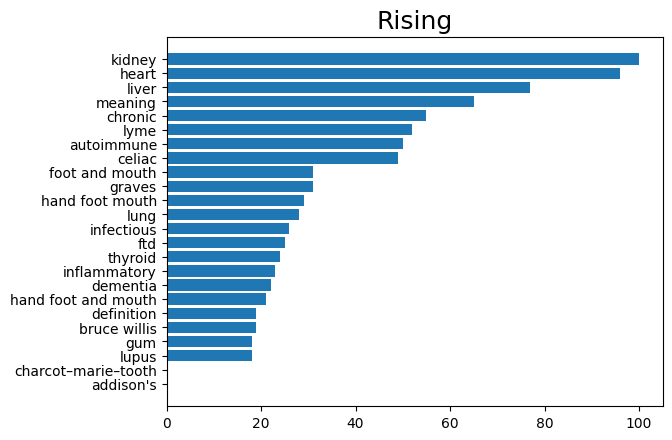 Rising
kidney
heart
liver
meaning
chronic
lyme
autoimmune
celiac
foot and mouth
graves
hand foot mouth
lung
infectious
ftd
thyroid
inflammatory
dementia
hand foot and mouth
definition
bruce willis
gum
lupus
charcot–marie–tooth
addison's
0 20 40 60 80 100